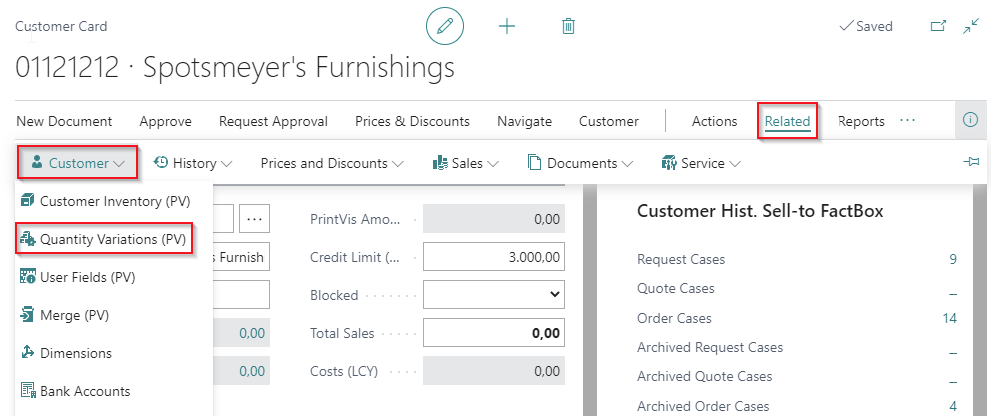 Customer Card
Saved
01121212 · Spotsmeyer's Furnishings
New Document Approve Request Approval Prices & Discounts Navigate Customer Actions Related Reports ···
Customer History Prices and Discounts Sales Documents Service
Customer Inventory (PV)
Quantity Variations (PV)
User Fields (PV)
Merge (PV)
Dimensions
Bank Accounts
···
s Furnish
0,00
0,00
PrintVis Amo... 0,00
Credit Limit (... 3.000,00
Blocked
Total Sales 0,00
Costs (LCY) 0,00
Customer Hist. Sell-to FactBox
Request Cases 9
Quote Cases _
Order Cases 14
Archived Request Cases _
Archived Quote Cases _
Archived Order Cases 4